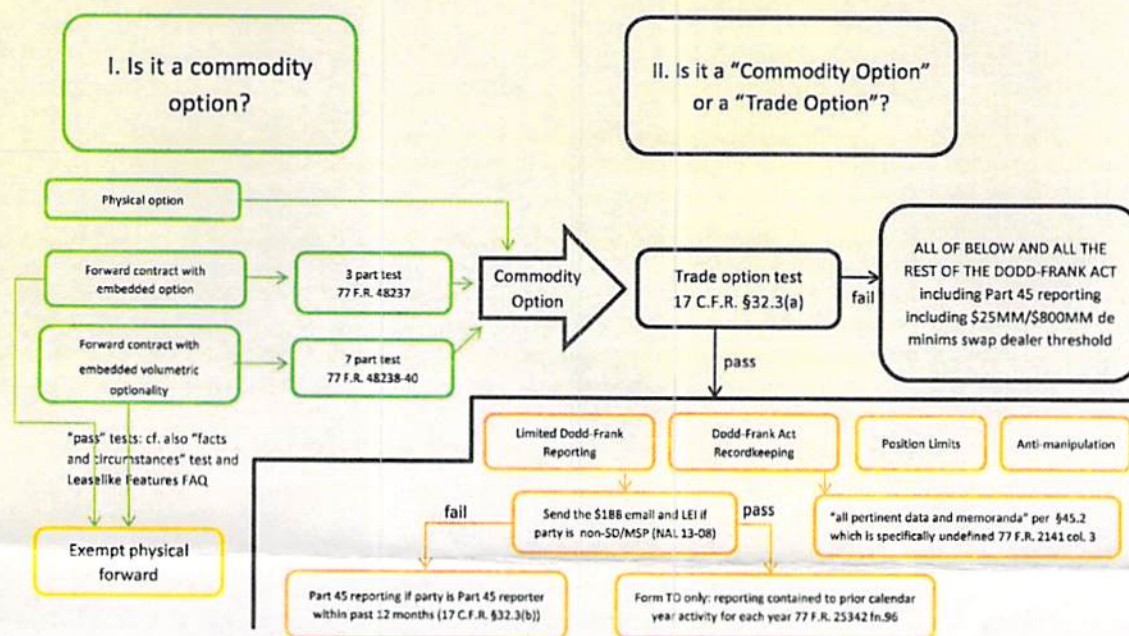 I. Is it a commodity
option?
II. Is it a “Commodity Option”
or a “Trade Option”?
Physical option
Forward contract with
embedded option
3 part test
77 F.R. 48237
Commodity
Option
Trade option test
17 C.F.R. §32.3(a)
fail
ALL OF BELOW AND ALL THE
REST OF THE DODD-FRANK ACT
including Part 45 reporting
including $25MM/$800MM de
minims swap dealer threshold
Forward contract with
embedded volumetric
optionality
7 part test
77 F.R. 48238-40
pass
"pass" tests: cf. also "facts
and circumstances" test and
Leaselike Features FAQ
Limited Dodd-Frank
Reporting
Dodd-Frank Act
Recordkeeping
Position Limits
Anti-manipulation
fail
Send the $1BB email and LEI if
party is non-SD/MSP (NAL 13-08)
pass
"all pertinent data and memoranda" per §45.2
which is specifically undefined 77 F.R. 2141 col. 3
Exempt physical
forward
Part 45 reporting if party is Part 45 reporter
within past 12 months (17 C.F.R. §32.3(b))
Form TO only: reporting contained to prior calendar
year activity for each year 77 F.R. 25342 fn.96